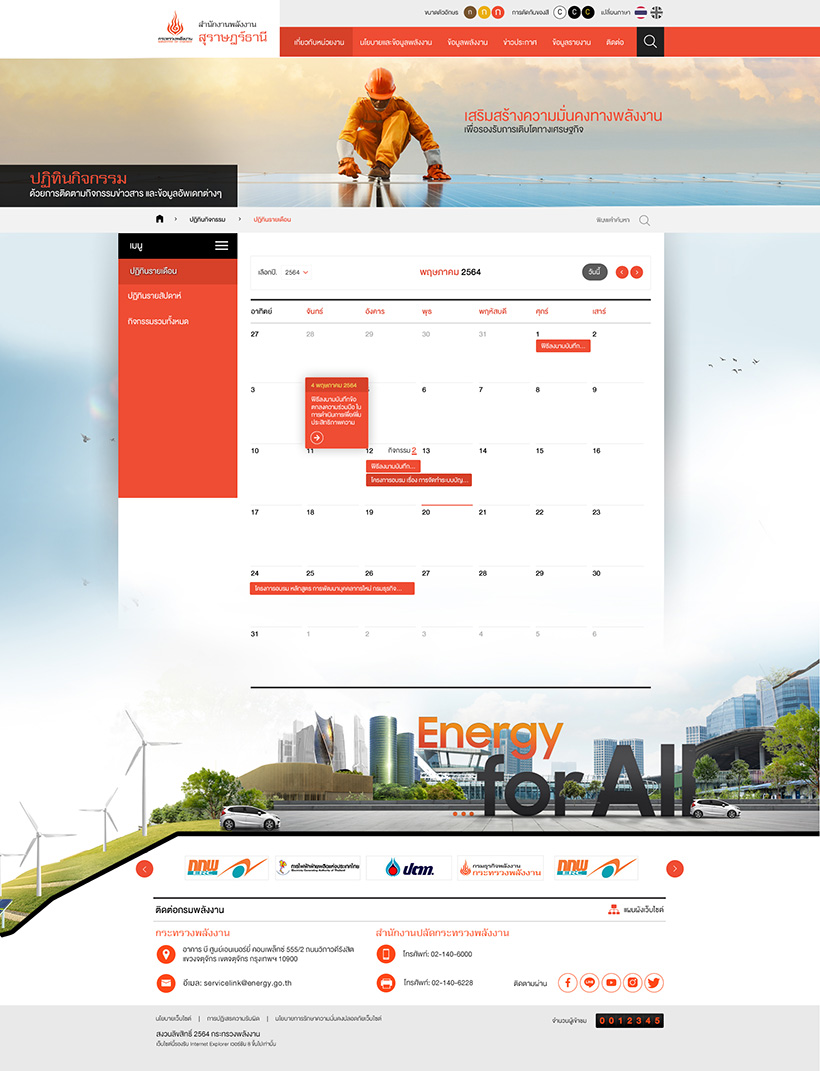 สำนักงานพลังงาน
สุราษฎร์ธานี
กระทรวงพลังงาน
ขนาดตัวอักษร ก ก ก การตัดกันของสี C C C เปลี่ยนภาษา
เกี่ยวกับหน่วยงาน นโยบายและข้อมูลพลังงาน ข้อมูลพลังงาน ข่าวประกาศ ข้อมูลรายงาน ติดต่อ
เสริมสร้างความมั่นคงทางพลังงาน
เพื่อรองรับการเติบโตทางเศรษฐกิจ
ปฏิทินกิจกรรม
ด้วยการติดตามกิจกรรมข่าวสาร และข้อมูลอัพเดทต่างๆ
ปฏิทินกิจกรรม ปฏิทินรายเดือน
พิมพ์คำค้นหา
เมนู
ปฏิทินรายเดือน
ปฏิทินรายสัปดาห์
กิจกรรมรวมทั้งหมด
เลือกปี. 2564 พฤษภาคม 2564 วันนี้
อาทิตย์ จันทร์ อังคาร พุธ พฤหัสบดี ศุกร์ เสาร์
27 28 29 30 31 1 2
พิธีลงนามบันทึก...
3 6 7 8 9
4 พฤษภาคม 2564
พิธีลงนามบันทึกข้อ
ตกลงความร่วมมือ ใน
การดำเนินการเพื่อเพิ่ม
ประสิทธิภาพความ
10 11 12 กิจกรรม 2 13 14 15 16
พิธีลงนามบันทึก...
โครงการอบรม เรื่อง การจัดทำระบบบัญ...
17 18 19 20 21 22 23
24 25 26 27 28 29 30
โครงการอบรม หลักสูตร การพัฒนาบุคคลากรใหม่ กรมธุรกิจ...
31 1 2 3 4 5 6
Energy
...for All
กกพ ERC
การไฟฟ้าฝ่ายผลิตแห่งประเทศไทย
Electricity Generating Authority of Thailand
ปตท.
กรมธุรกิจพลังงาน
กระทรวงพลังงาน
กกพ ERC
ติดต่อกรมพลังงาน แผนผังเว็บไซต์
กระทรวงพลังงาน
อาคาร บี ศูนย์เอนเนอร์ยี่ คอมเพล็กซ์ 555/2 ถนนวิภาวดีรังสิต
แขวงจตุจักร เขตจตุจักร กรุงเทพฯ 10900
อีเมล: servicelink@energy.go.th
สำนักงานปลัดกระทรวงพลังงาน
โทรศัพท์: 02-140-6000
โทรศัพท์: 02-140-6228
ติดตามผ่าน
นโยบายเว็บไซต์ | การปฏิเสธความรับผิด | นโยบายการรักษาความมั่นคงปลอดภัยเว็บไซต์
สงวนลิขสิทธิ์ 2564 กระทรวงพลังงาน
เว็บไซต์นี้รองรับ Internet Explorer เวอร์ชั่น 8 ขึ้นไปเท่านั้น
จำนวนผู้เข้าชม 0 0 1 2 3 4 5